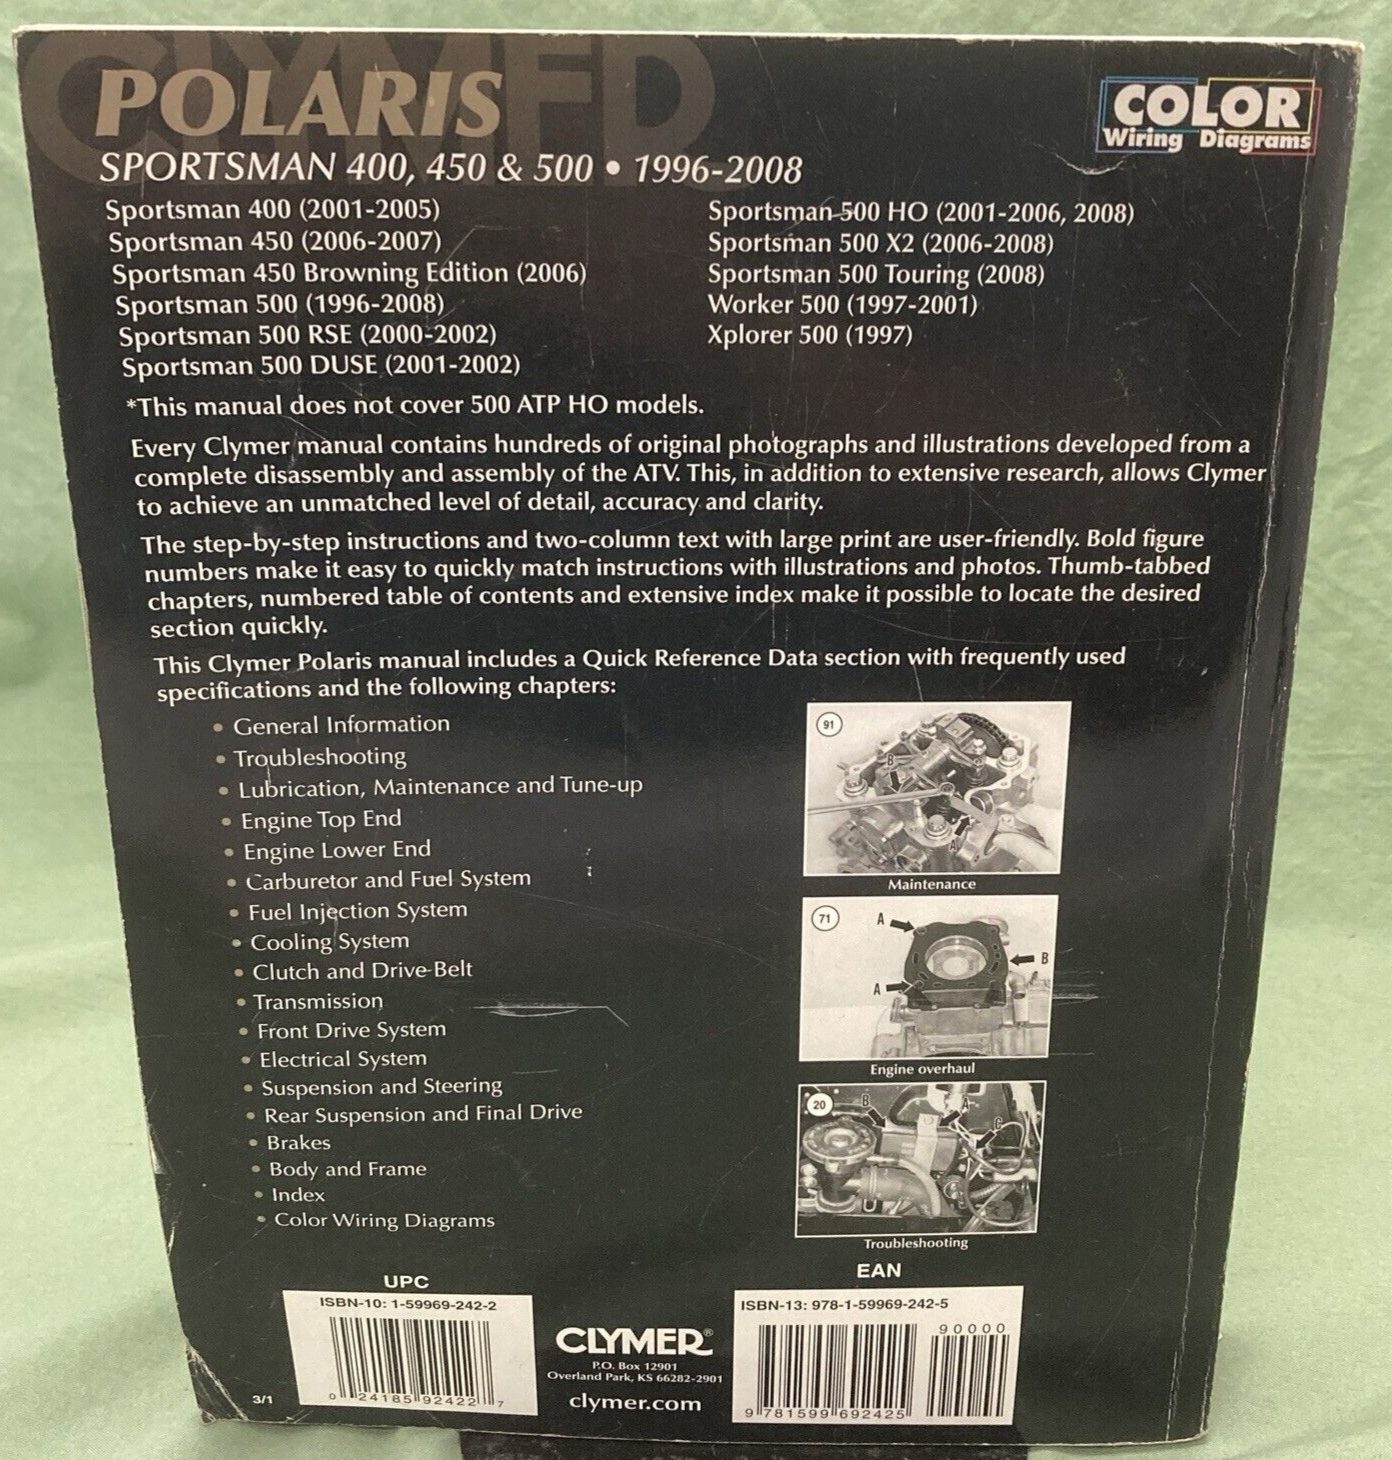 CLYMER
POLARIS
COLOR
Wiring Diagrams
SPORTSMAN 400, 450 & 500 • 1996-2008
Sportsman 400 (2001-2005)
Sportsman 450 (2006-2007)
Sportsman 450 Browning Edition (2006)
Sportsman 500 (1996-2008)
Sportsman 500 RSE (2000-2002)
Sportsman 500 DUSE (2001-2002)
Sportsman 500 HO (2001-2006, 2008)
Sportsman 500 X2 (2006-2008)
Sportsman 500 Touring (2008)
Worker 500 (1997-2001)
Xplorer 500 (1997)
*This manual does not cover 500 ATP HO models.
Every Clymer manual contains hundreds of original photographs and illustrations developed from a
complete disassembly and assembly of the ATV. This, in addition to extensive research, allows Clymer
to achieve an unmatched level of detail, accuracy and clarity.
The step-by-step instructions and two-column text with large print are user-friendly. Bold figure
numbers make it easy to quickly match instructions with illustrations and photos. Thumb-tabbed
chapters, numbered table of contents and extensive index make it possible to locate the desired
section quickly.
This Clymer Polaris manual includes a Quick Reference Data section with frequently used
specifications and the following chapters:
• General Information
• Troubleshooting
• Lubrication, Maintenance and Tune-up
• Engine Top End
• Engine Lower End
• Carburetor and Fuel System
• Fuel Injection System
• Cooling System
• Clutch and Drive Belt
• Transmission
• Front Drive System
• Electrical System
• Suspension and Steering
• Rear Suspension and Final Drive
• Brakes
• Body and Frame
• Index
• Color Wiring Diagrams
91
B
A
Maintenance
71
A
B
A
Engine overhaul
20
B
A
C
Troubleshooting
UPC
ISBN-10: 1-59969-242-2
0 24185 92422 7
3/1
CLYMER®
P.O. Box 12901
Overland Park, KS 66282-2901
clymer.com
EAN
ISBN-13: 978-1-59969-242-5
90000
9 781599 692425